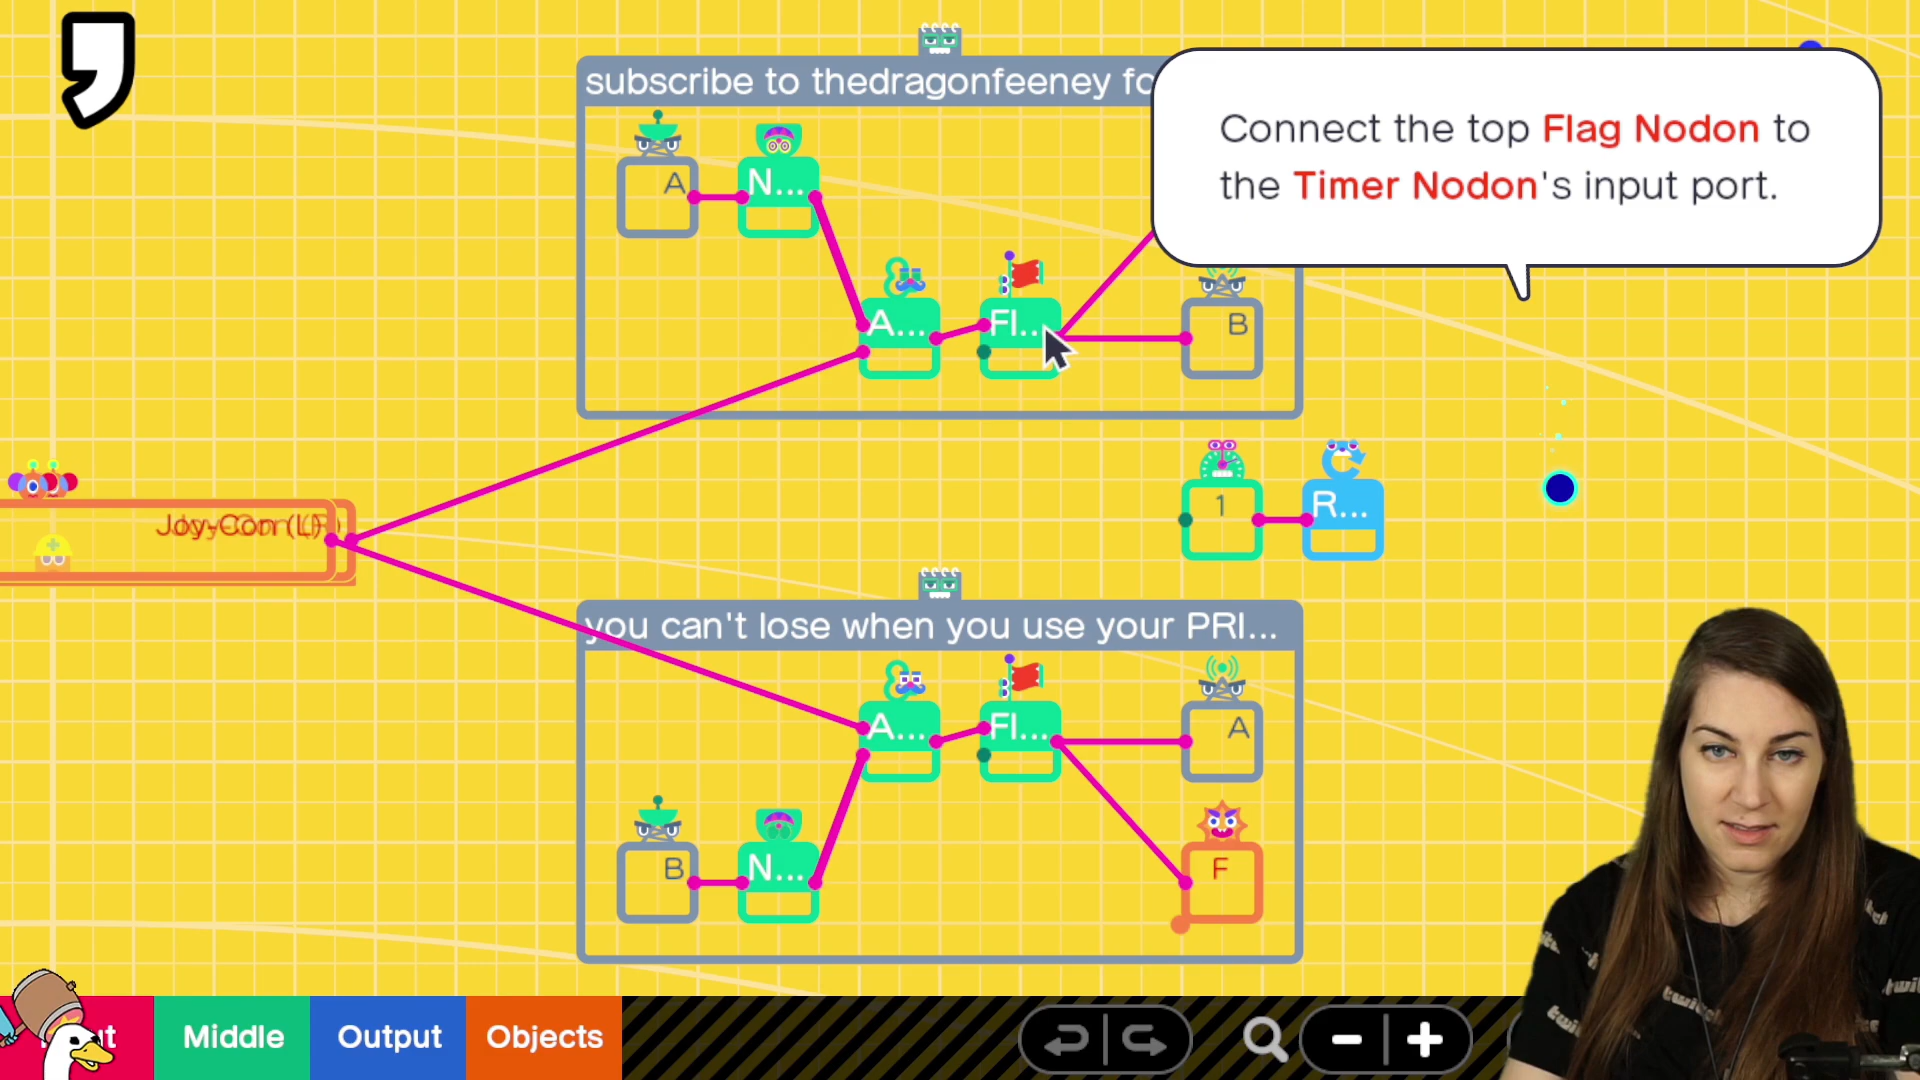 subscribe to thedragonfeeney fo
Connect the top Flag Nodon to
the Timer Nodon's input port.
A
N...
A...
Fl...
B
Joy-Con (L)
1
R...
you can't lose when you use your PRI...
A...
Fl...
A
B
N...
F
Middle
Output
Objects
twitch